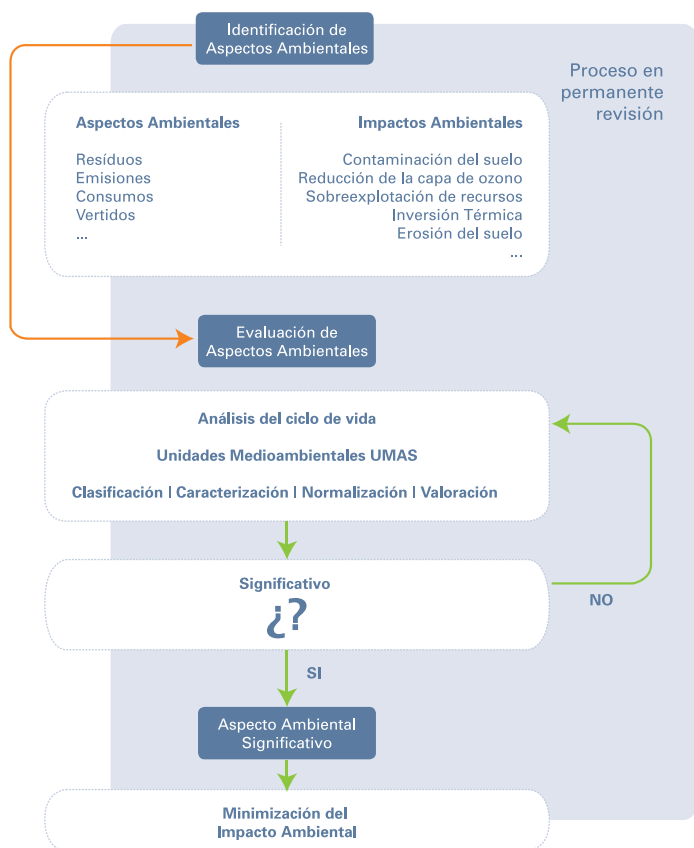 Identificación de
Aspectos Ambientales
Proceso en
permanente
revisión
Aspectos Ambientales
Resíduos
Emisiones
Consumos
Vertidos
...
Impactos Ambientales
Contaminación del suelo
Reducción de la capa de ozono
Sobreexplotación de recursos
Inversión Térmica
Erosión del suelo
...
Evaluación de
Aspectos Ambientales
Análisis del ciclo de vida
Unidades Medioambientales UMAS
Clasificación | Caracterización | Normalización | Valoración
Significativo
¿?
NO
SI
Aspecto Ambiental
Significativo
Minimización del
Impacto Ambiental